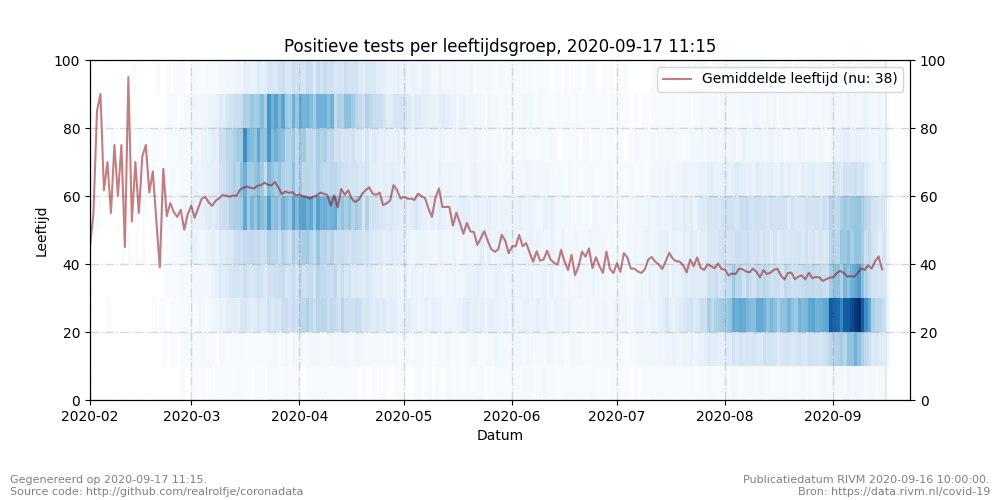 Positieve tests per leeftijdsgroep, 2020-09-17 11:15
Gemiddelde leeftijd (nu: 38)
100
80
60
40
20
0
Leeftijd
100
80
60
40
20
0
2020-02 2020-03 2020-04 2020-05 2020-06 2020-07 2020-08 2020-09
Datum
Gegenereerd op 2020-09-17 11:15.
Source code: http://github.com/realrolfje/coronadata
Publicatiedatum RIVM 2020-09-16 10:00:00.
Bron: https://data.rivm.nl/covid-19